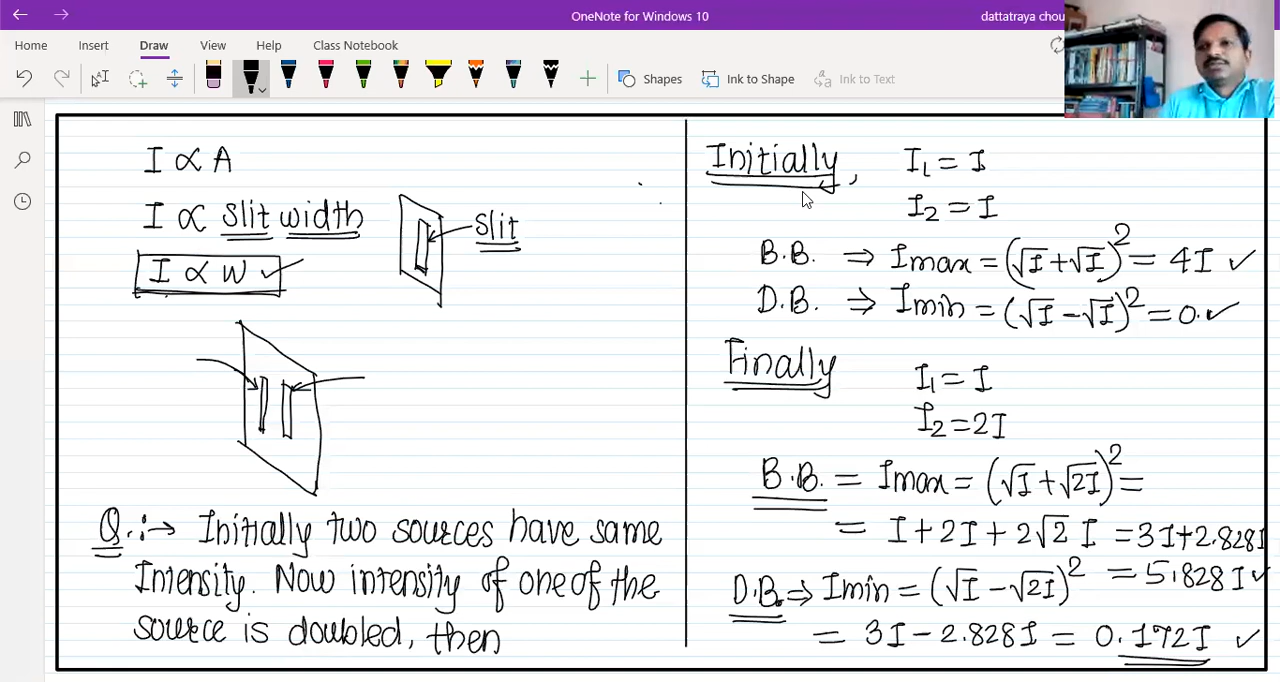 OneNote for Windows 10
dattatraya chou
Home Insert Draw View Help Class Notebook
Shapes Ink to Shape Ink to Text
I ∝ A
I ∝ Slit width
Slit
I ∝ W ✓
Q.:→ Initially two sources have same
Intensity. Now intensity of one of the
source is doubled, then
Initially, I₁ = I
I₂ = I
B.B. ⇒ Imax = (√I + √I)² = 4I ✓
D.B. ⇒ Imin = (√I − √I)² = 0. ✓
Finally I₁ = I
I₂ = 2I
B.B. = Imax = (√I + √2I)² =
= I + 2I + 2√2 I = 3I + 2.828I
= 5.828I ✓
D.B. ⇒ Imin = (√I − √2I)²
= 3I − 2.828I = 0.172I ✓